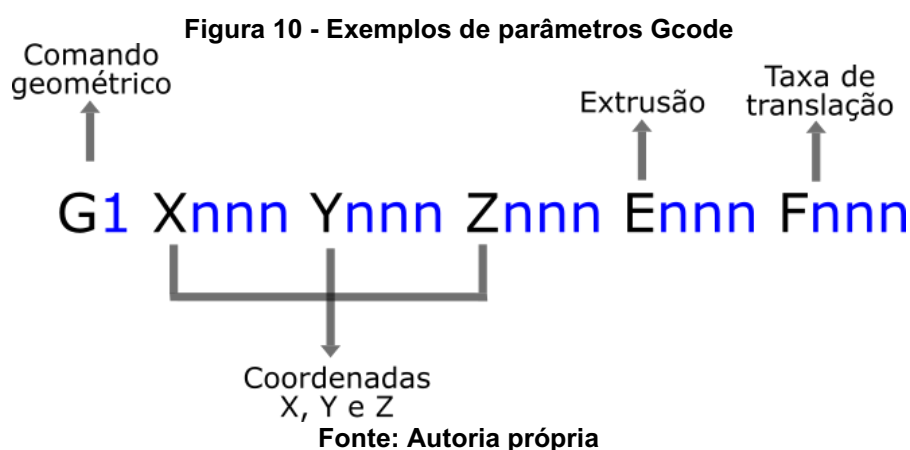 Figura 10 - Exemplos de parâmetros Gcode
Comando
geométrico
Extrusão
Taxa de
translação
G1 Xnnn Ynnn Znnn Ennn Fnnn
Coordenadas
X, Y e Z
Fonte: Autoria própria